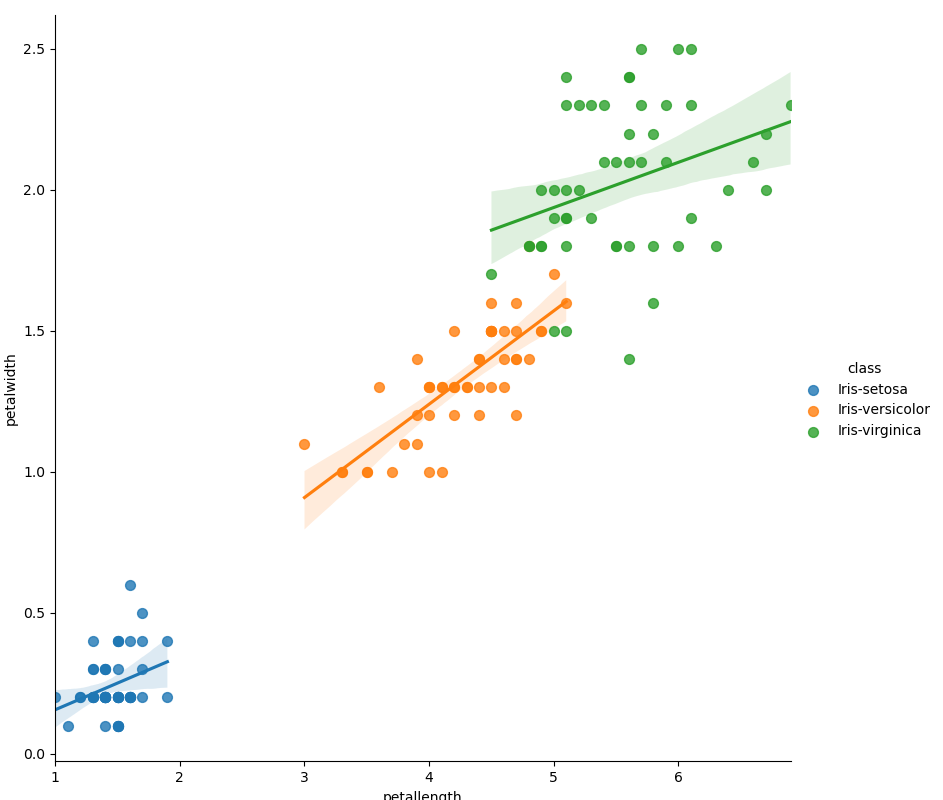 2.5
2.0
1.5
1.0
0.5
0.0
petalwidth
1 2 3 4 5 6
petallength
class
Iris-setosa
Iris-versicolor
Iris-virginica